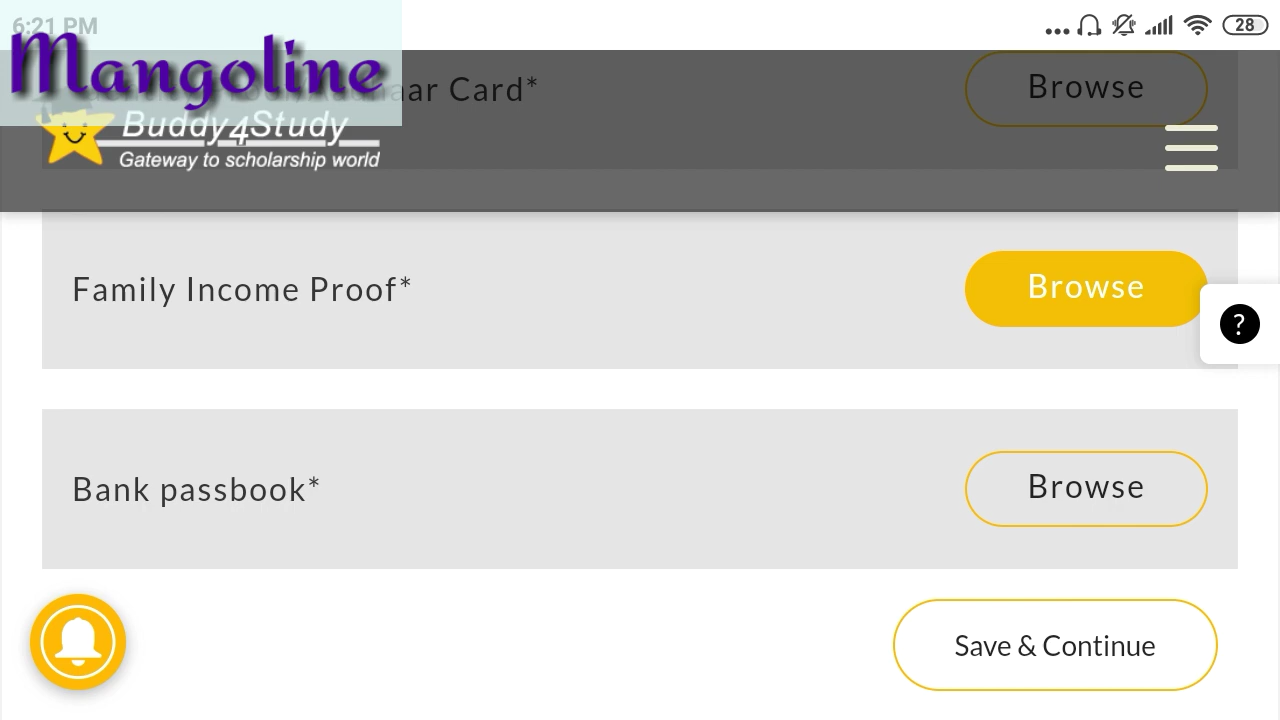 6:21 PM
28
Mangoline
Card*
Browse
Buddy4Study
Gateway to scholarship world
Family Income Proof*
Browse
?
Bank passbook*
Browse
Save & Continue